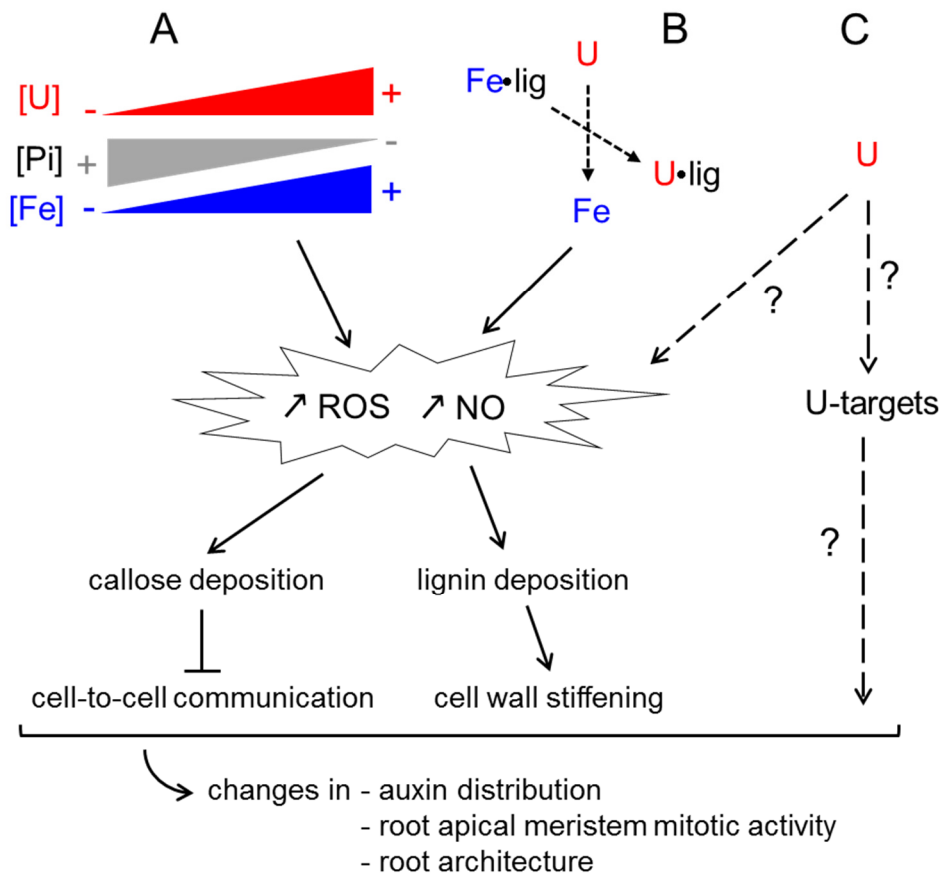 A
B
C
[U] - +
[Pi] + -
[Fe] - +
Fe•lig
U
U•lig
Fe
U
?
?
↗ ROS ↗ NO
U-targets
?
callose deposition
lignin deposition
cell-to-cell communication
cell wall stiffening
changes in - auxin distribution
- root apical meristem mitotic activity
- root architecture